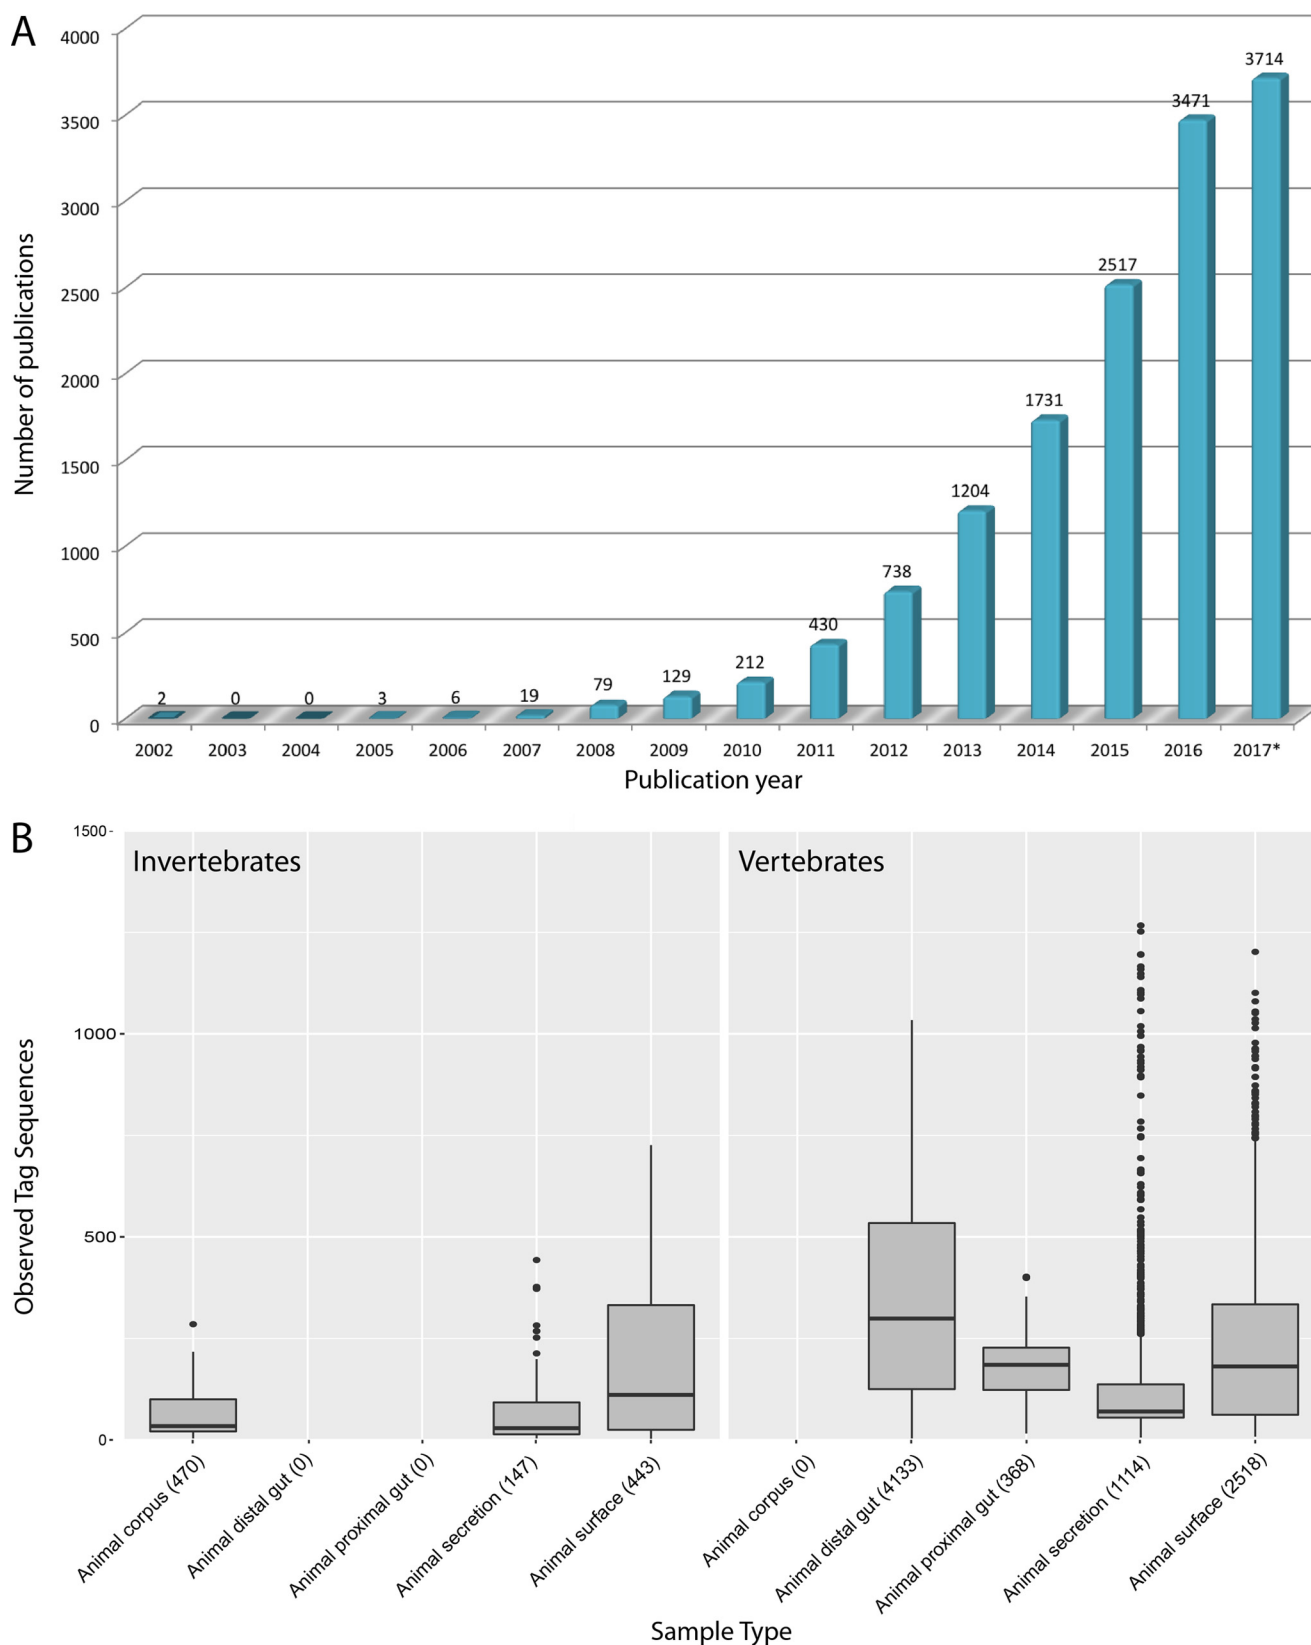 A
4000
3500
3000
2500
2000
1500
1000
500
0
Number of publications
2 0 0 3 6 19 79 129 212 430 738 1204 1731 2517 3471 3714
2002 2003 2004 2005 2006 2007 2008 2009 2010 2011 2012 2013 2014 2015 2016 2017*
Publication year
B
Invertebrates Vertebrates
1500
1000
500
0
Observed Tag Sequences
Animal corpus (470)
Animal distal gut (0)
Animal proximal gut (0)
Animal secretion (147)
Animal surface (443)
Animal corpus (0)
Animal distal gut (4133)
Animal proximal gut (368)
Animal secretion (1114)
Animal surface (2518)
Sample Type